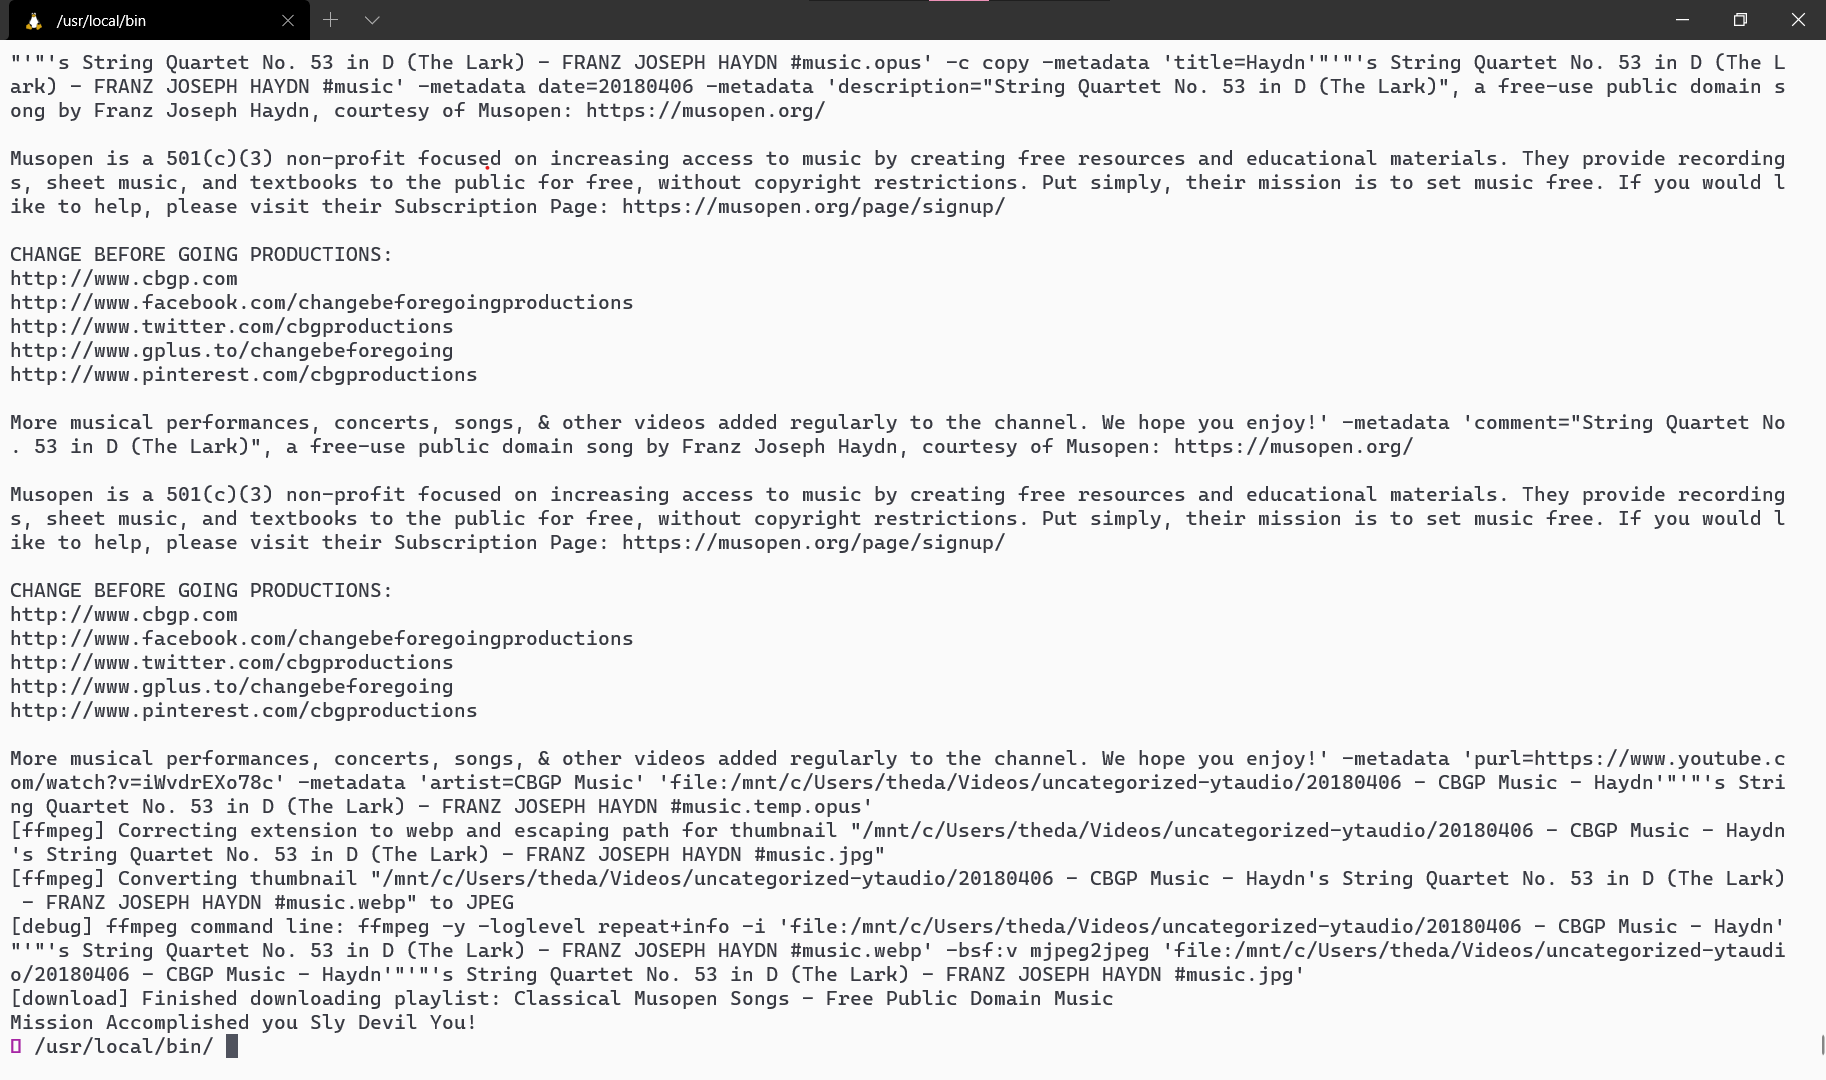 /usr/local/bin
"'"'s String Quartet No. 53 in D (The Lark) - FRANZ JOSEPH HAYDN #music.opus' -c copy -metadata 'title=Haydn'"'"'s String Quartet No. 53 in D (The L
ark) - FRANZ JOSEPH HAYDN #music' -metadata date=20180406 -metadata 'description="String Quartet No. 53 in D (The Lark)", a free-use public domain s
ong by Franz Joseph Haydn, courtesy of Musopen: https://musopen.org/
Musopen is a 501(c)(3) non-profit focused on increasing access to music by creating free resources and educational materials. They provide recording
s, sheet music, and textbooks to the public for free, without copyright restrictions. Put simply, their mission is to set music free. If you would l
ike to help, please visit their Subscription Page: https://musopen.org/page/signup/
CHANGE BEFORE GOING PRODUCTIONS:
http://www.cbgp.com
http://www.facebook.com/changebeforegoingproductions
http://www.twitter.com/cbgproductions
http://www.gplus.to/changebeforegoing
http://www.pinterest.com/cbgproductions
More musical performances, concerts, songs, & other videos added regularly to the channel. We hope you enjoy!' -metadata 'comment="String Quartet No
. 53 in D (The Lark)", a free-use public domain song by Franz Joseph Haydn, courtesy of Musopen: https://musopen.org/
Musopen is a 501(c)(3) non-profit focused on increasing access to music by creating free resources and educational materials. They provide recording
s, sheet music, and textbooks to the public for free, without copyright restrictions. Put simply, their mission is to set music free. If you would l
ike to help, please visit their Subscription Page: https://musopen.org/page/signup/
CHANGE BEFORE GOING PRODUCTIONS:
http://www.cbgp.com
http://www.facebook.com/changebeforegoingproductions
http://www.twitter.com/cbgproductions
http://www.gplus.to/changebeforegoing
http://www.pinterest.com/cbgproductions
More musical performances, concerts, songs, & other videos added regularly to the channel. We hope you enjoy!' -metadata 'purl=https://www.youtube.c
om/watch?v=iWvdrEXo78c' -metadata 'artist=CBGP Music' 'file:/mnt/c/Users/theda/Videos/uncategorized-ytaudio/20180406 - CBGP Music - Haydn'"'"'s Stri
ng Quartet No. 53 in D (The Lark) - FRANZ JOSEPH HAYDN #music.temp.opus'
[ffmpeg] Correcting extension to webp and escaping path for thumbnail "/mnt/c/Users/theda/Videos/uncategorized-ytaudio/20180406 - CBGP Music - Haydn
's String Quartet No. 53 in D (The Lark) - FRANZ JOSEPH HAYDN #music.jpg"
[ffmpeg] Converting thumbnail "/mnt/c/Users/theda/Videos/uncategorized-ytaudio/20180406 - CBGP Music - Haydn's String Quartet No. 53 in D (The Lark)
 - FRANZ JOSEPH HAYDN #music.webp" to JPEG
[debug] ffmpeg command line: ffmpeg -y -loglevel repeat+info -i 'file:/mnt/c/Users/theda/Videos/uncategorized-ytaudio/20180406 - CBGP Music - Haydn'
"'"'s String Quartet No. 53 in D (The Lark) - FRANZ JOSEPH HAYDN #music.webp' -bsf:v mjpeg2jpeg 'file:/mnt/c/Users/theda/Videos/uncategorized-ytaudi
o/20180406 - CBGP Music - Haydn'"'"'s String Quartet No. 53 in D (The Lark) - FRANZ JOSEPH HAYDN #music.jpg'
[download] Finished downloading playlist: Classical Musopen Songs - Free Public Domain Music
Mission Accomplished you Sly Devil You!
/usr/local/bin/